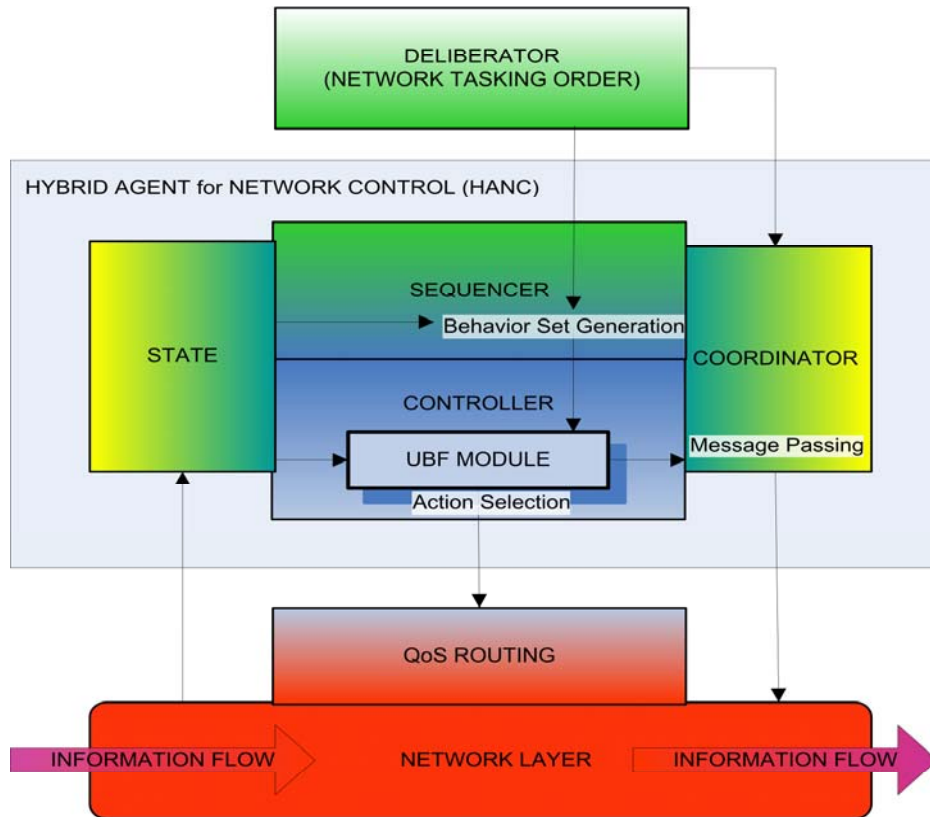 DELIBERATOR
(NETWORK TASKING ORDER)
HYBRID AGENT for NETWORK CONTROL (HANC)
SEQUENCER
Behavior Set Generation
STATE
COORDINATOR
CONTROLLER
Message Passing
UBF MODULE
Action Selection
QoS ROUTING
INFORMATION FLOW
NETWORK LAYER
INFORMATION FLOW